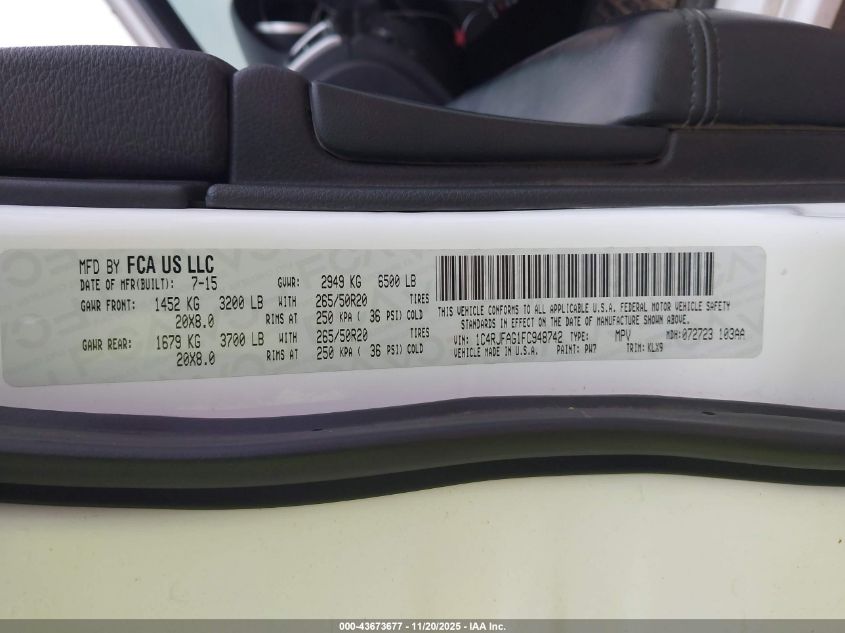 MFD BY FCA US LLC
DATE OF MFR(BUILT): 7-15 GVWR: 2949 KG 6500 LB
GAWR FRONT: 1452 KG 3200 LB WITH 265/50R20 TIRES
20X8.0 RIMS AT 250 KPA ( 36 PSI) COLD
GAWR REAR: 1679 KG 3700 LB WITH 265/50R20 TIRES
20X8.0 RIMS AT 250 KPA ( 36 PSI) COLD
THIS VEHICLE CONFORMS TO ALL APPLICABLE U.S.A. FEDERAL MOTOR VEHICLE SAFETY
STANDARDS IN EFFECT ON THE DATE OF MANUFACTURE SHOWN ABOVE.
VIN: 1C4RJFAG1FC948742 TYPE: MPV MDH:072723 103AA
VEHICLE MADE IN U.S.A. PAINT: PW7 TRIM: KLX9
000-43673677 - 11/20/2025 - IAA Inc.